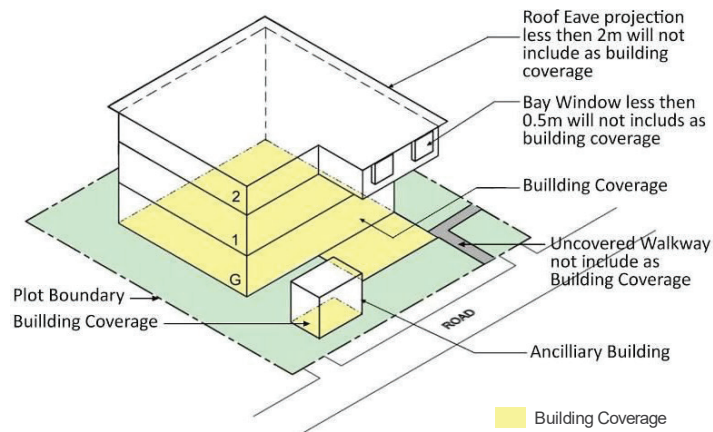 Roof Eave projection
less then 2m will not
include as building
coverage
Bay Window less then
0.5m will not includs as
building coverage
Buillding Coverage
Uncovered Walkway
not include as
Building Coverage
2
1
G
Plot Boundary
Buillding Coverage
ROAD
Ancilliary Building
Building Coverage